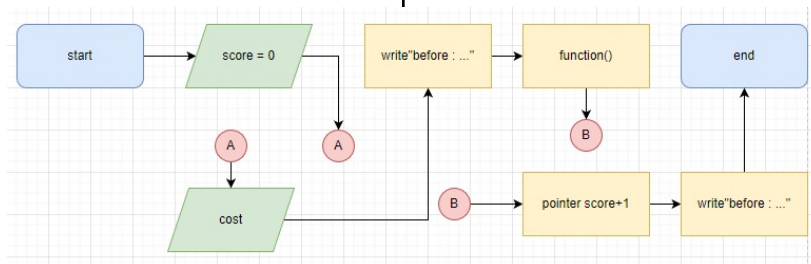 start
score = 0
write"before : ..."
function()
end
A
A
B
cost
B
pointer score+1
write"before : ..."